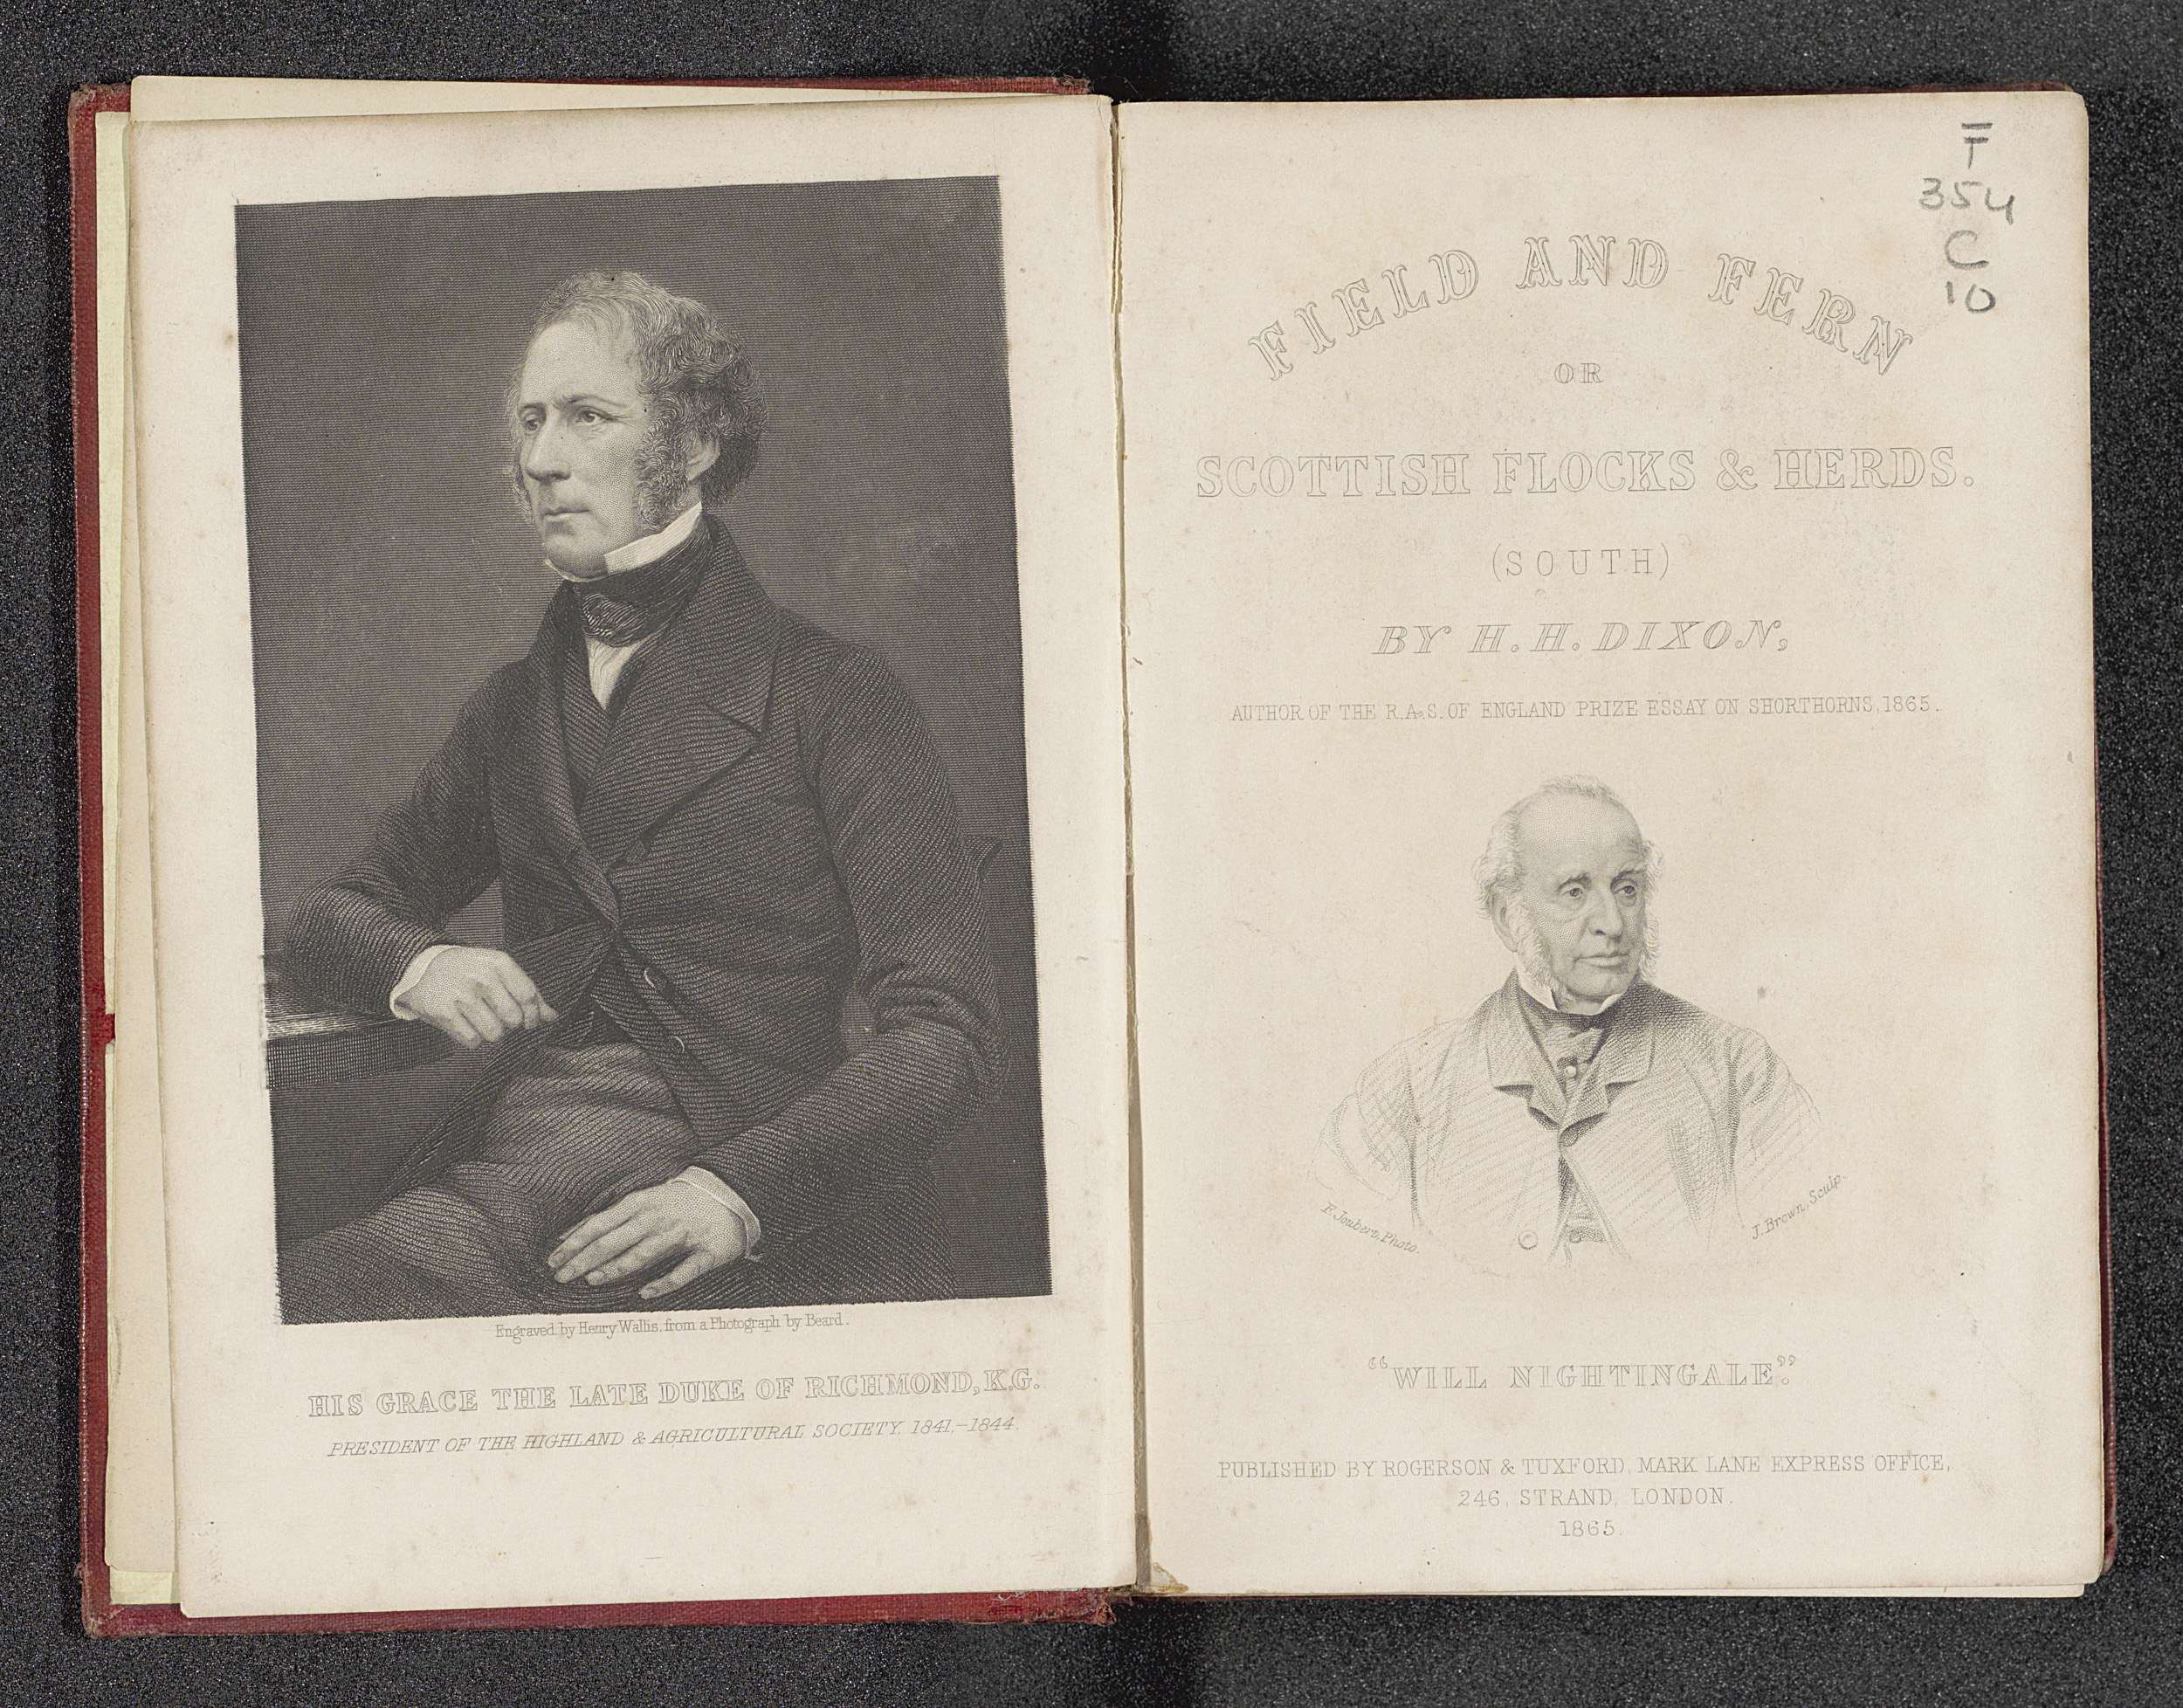 Engraved by Henry Wallis, from a Photograph by Beard.
HIS GRACE THE LATE DUKE OF RICHMOND, K.G.
PRESIDENT OF THE HIGHLAND & AGRICULTURAL SOCIETY, 1841,–1844.
T
354
C
10
FIELD AND FERN
OR
SCOTTISH FLOCKS & HERDS.
(SOUTH)
BY H. H. DIXON,
AUTHOR OF THE R.A.S. OF ENGLAND PRIZE ESSAY ON SHORTHORNS, 1865.
F. Joubert, Photo.
J. Brown, Sculp.
“WILL NIGHTINGALE”.
PUBLISHED BY ROGERSON & TUXFORD, MARK LANE EXPRESS OFFICE,
246, STRAND, LONDON.
1865.